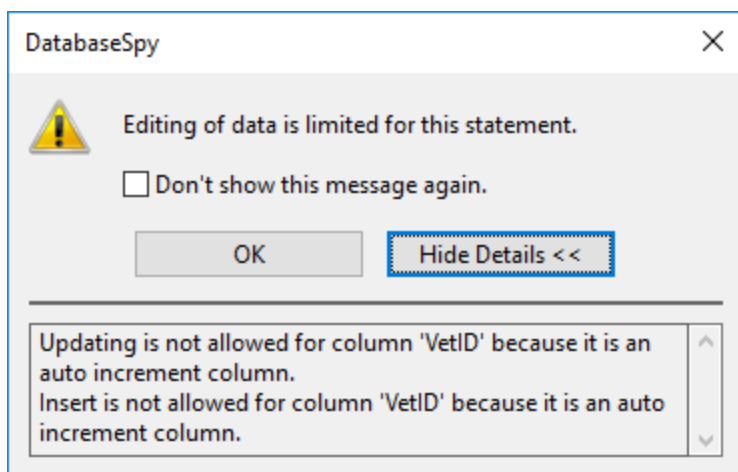 DatabaseSpy
Editing of data is limited for this statement.
Don't show this message again.
OK
Hide Details <<
Updating is not allowed for column 'VetID' because it is an
auto increment column.
Insert is not allowed for column 'VetID' because it is an auto
increment column.